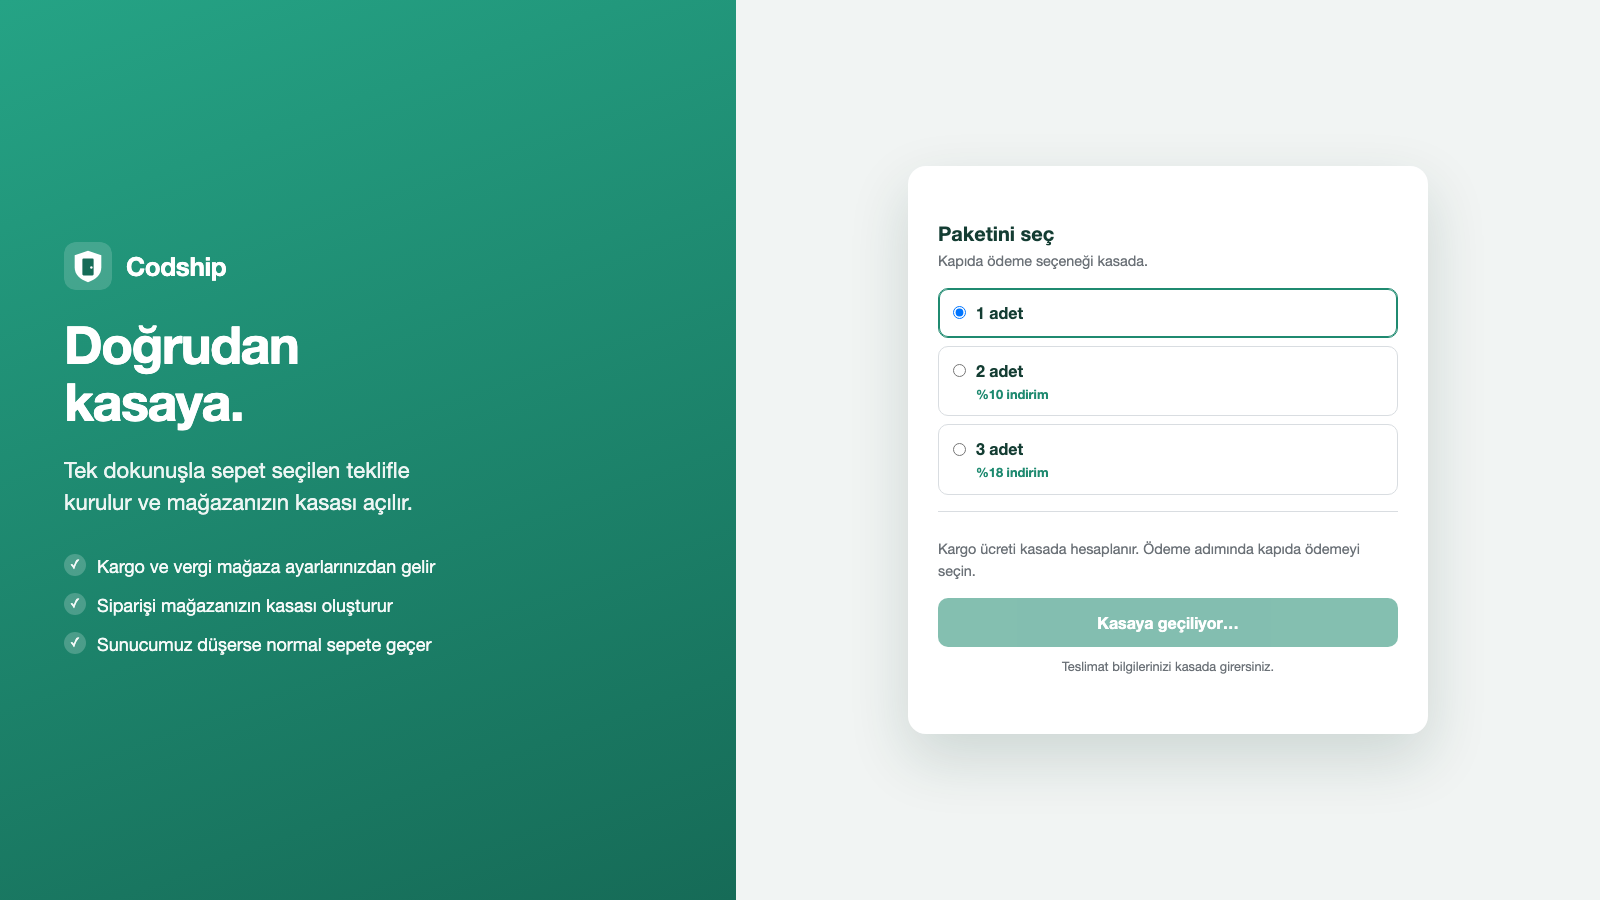 Codship
Doğrudan
kasaya.
Tek dokunuşla sepet seçilen teklifle
kurulur ve mağazanızın kasası açılır.
Kargo ve vergi mağaza ayarlarınızdan gelir
Siparişi mağazanızın kasası oluşturur
Sunucumuz düşerse normal sepete geçer
Paketini seç
Kapıda ödeme seçeneği kasada.
1 adet
2 adet
%10 indirim
3 adet
%18 indirim
Kargo ücreti kasada hesaplanır. Ödeme adımında kapıda ödemeyi
seçin.
Kasaya geçiliyor…
Teslimat bilgilerinizi kasada girersiniz.